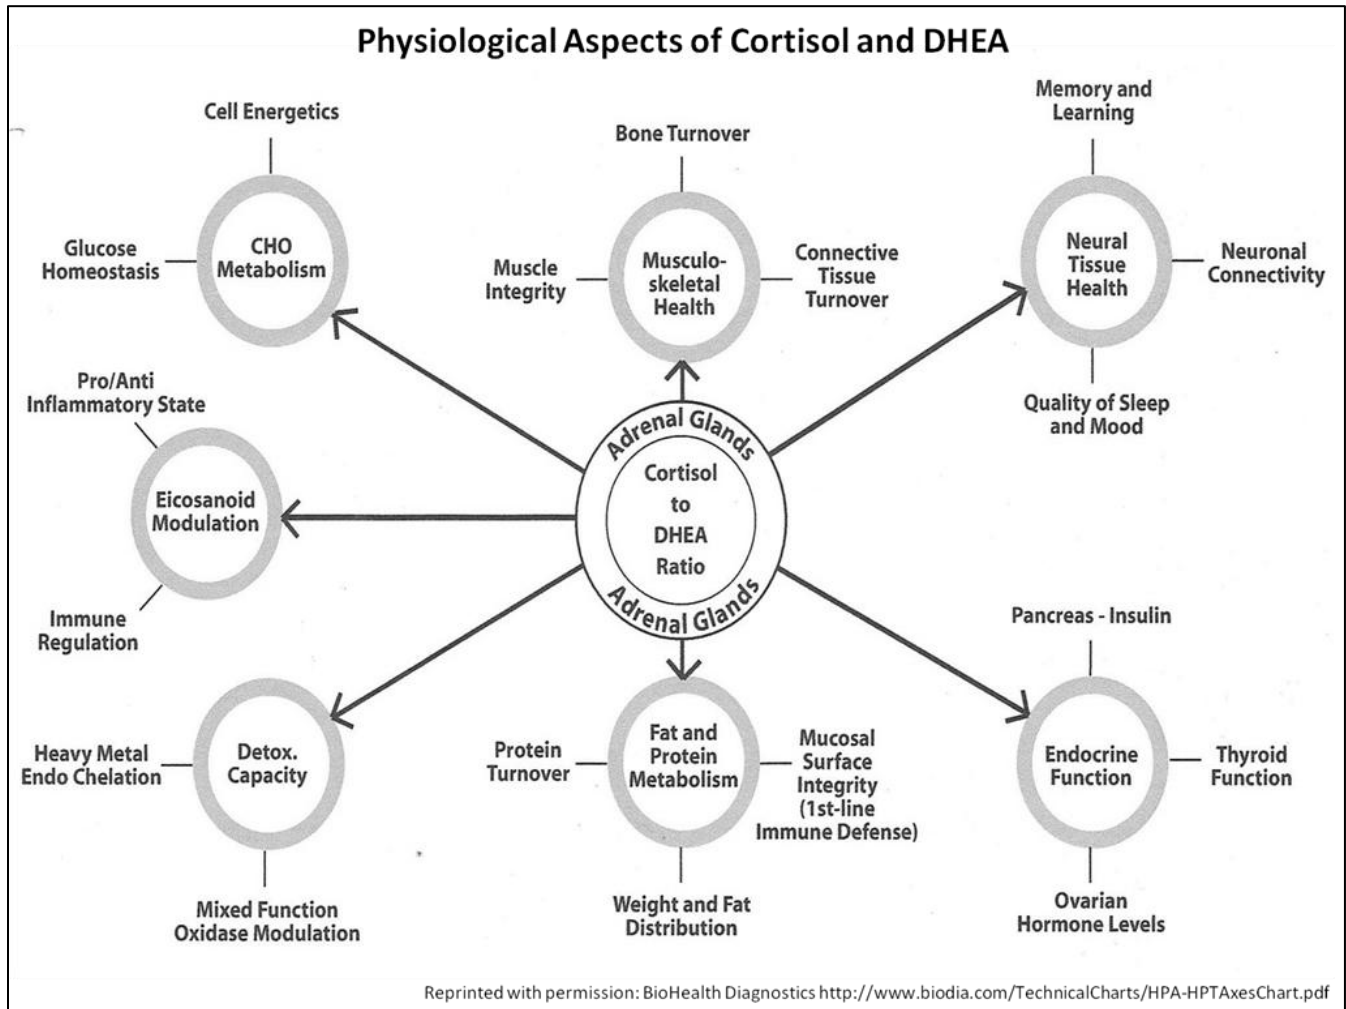 Physiological Aspects of Cortisol and DHEA
Cell Energetics
Glucose
Homeostasis
CHO
Metabolism
Bone Turnover
Muscle
Integrity
Musculo-
skeletal
Health
Connective
Tissue
Turnover
Memory and
Learning
Neural
Tissue
Health
Neuronal
Connectivity
Quality of Sleep
and Mood
Pro/Anti
Inflammatory State
Eicosanoid
Modulation
Immune
Regulation
Adrenal Glands
Cortisol
to
DHEA
Ratio
Adrenal Glands
Heavy Metal
Endo Chelation
Detox.
Capacity
Mixed Function
Oxidase Modulation
Protein
Turnover
Fat and
Protein
Metabolism
Mucosal
Surface
Integrity
(1st-line
Immune Defense)
Weight and Fat
Distribution
Pancreas - Insulin
Endocrine
Function
Thyroid
Function
Ovarian
Hormone Levels
Reprinted with permission: BioHealth Diagnostics http://www.biodia.com/TechnicalCharts/HPA-HPTAxesChart.pdf